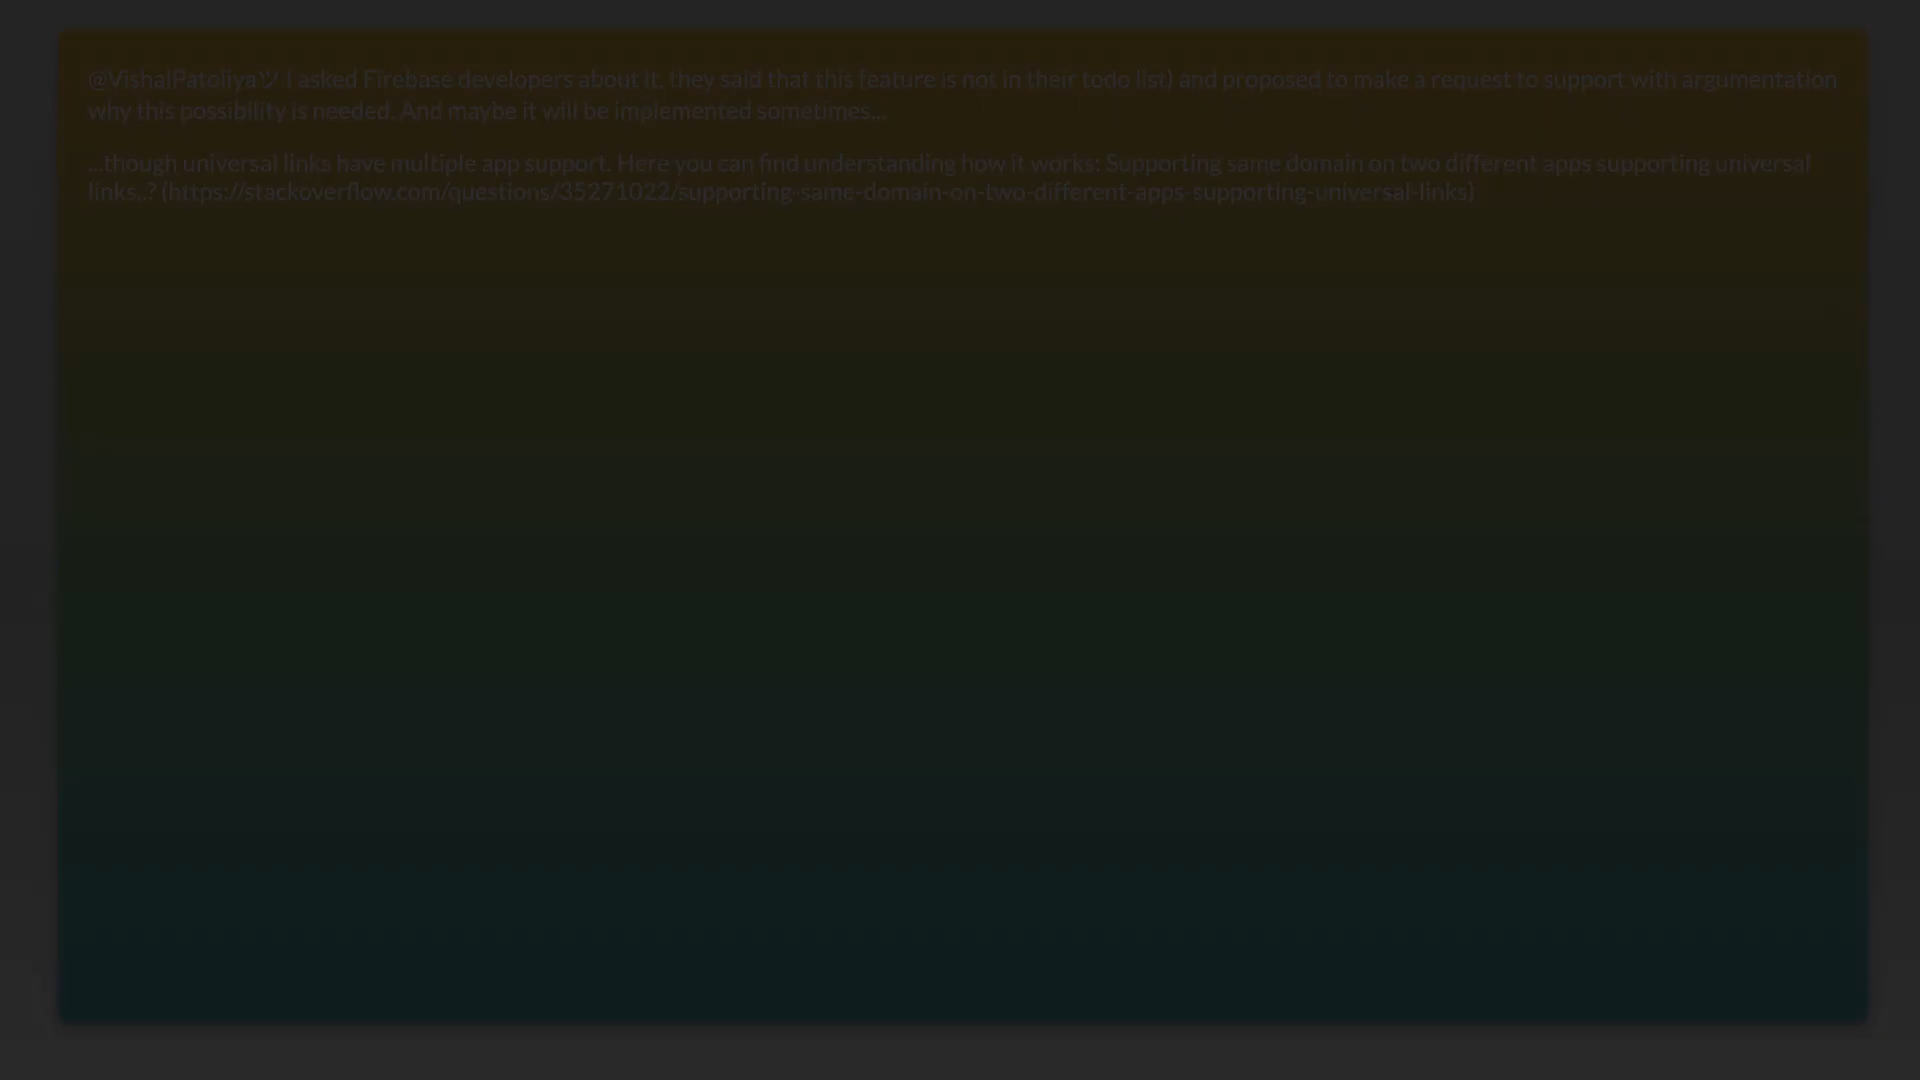 @VishalPatoliyaツ I asked Firebase developers about it, they said that this feature is not in their todo list) and proposed to make a request to support with argumentation
why this possibility is needed. And maybe it will be implemented sometimes...
...though universal links have multiple app support. Here you can find understanding how it works: Supporting same domain on two different apps supporting universal
links..? (https://stackoverflow.com/questions/35271022/supporting-same-domain-on-two-different-apps-supporting-universal-links)